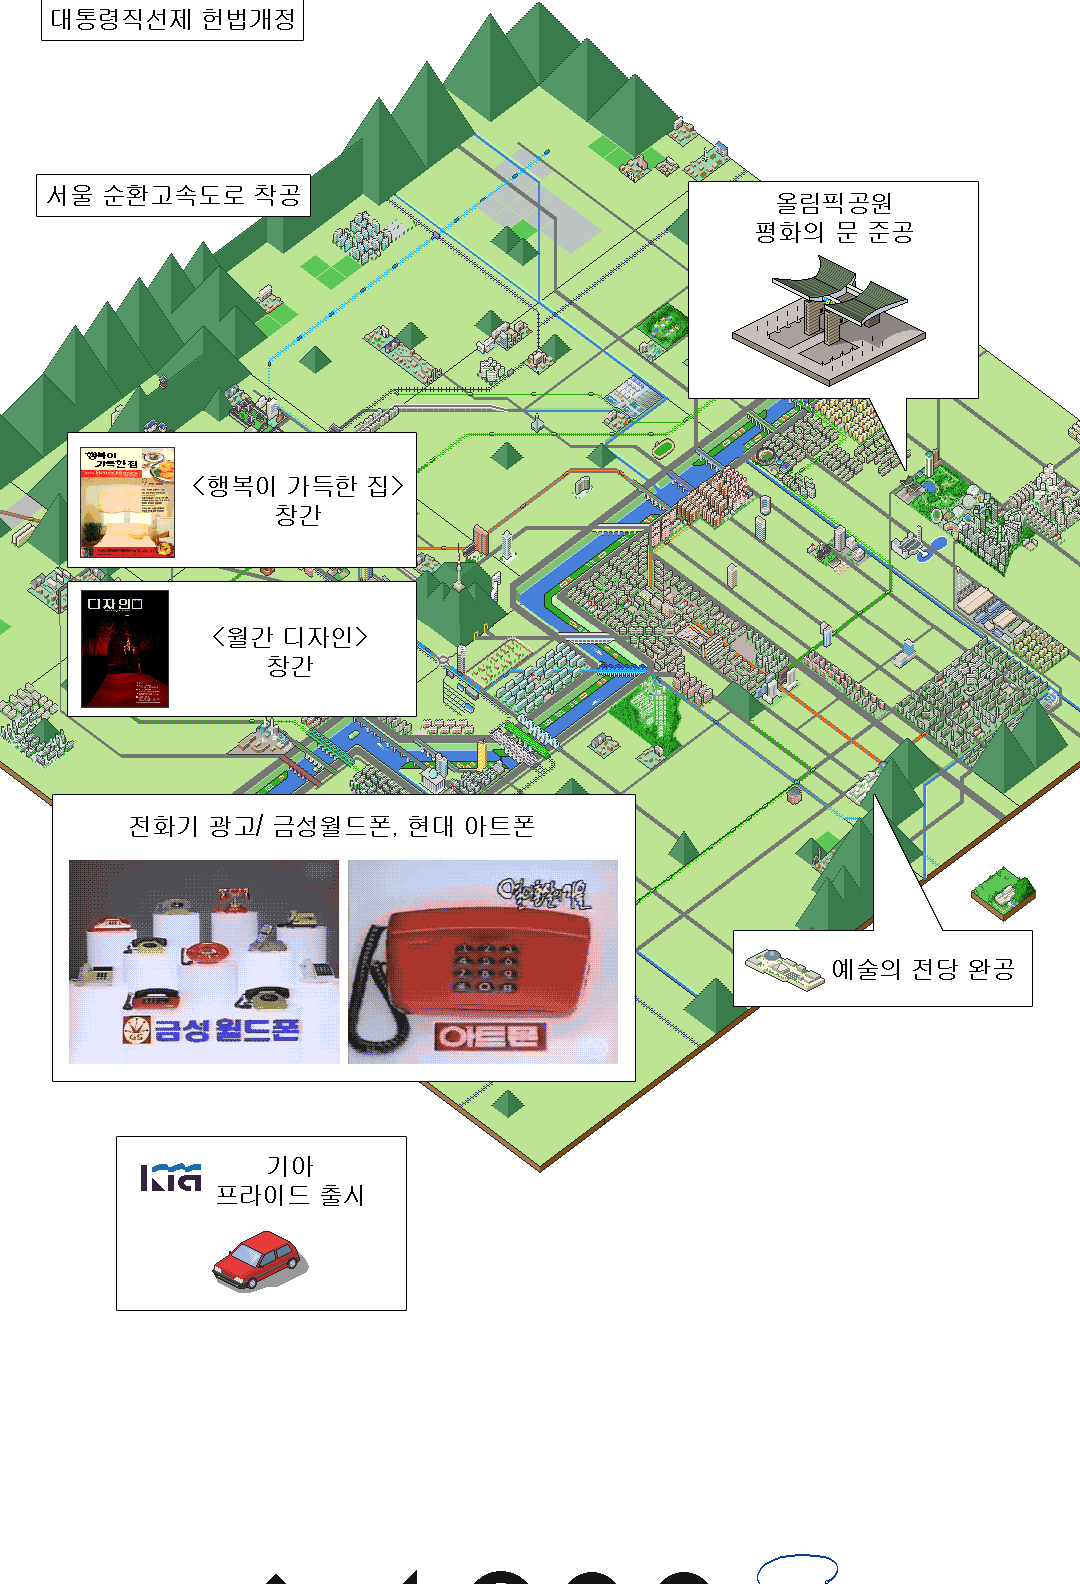 대통령직선제 헌법개정
서울 순환고속도로 착공
올림픽공원
평화의 문 준공
행복이
가득한 집
<행복이 가득한 집>
창간
디자인
<월간 디자인>
창간
전화기 광고/ 금성월드폰, 현대 아트폰
GS 금성 월드폰
아트폰
예술의 전당 완공
KIA
기아
프라이드 출시